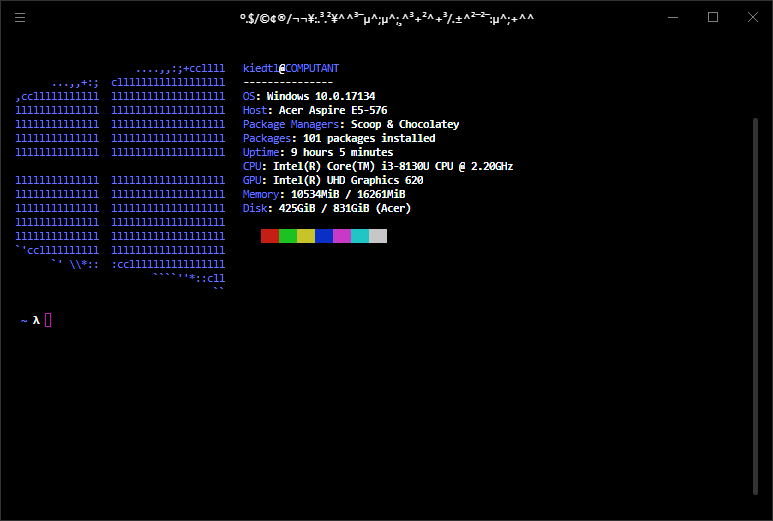 º.$/©¢®/¬¬¥:.³.²¥^^³¯µ^;µ^;¸^³+²^+³/.±^²¯²¯:µ^;+^^
....,,:;+ccllll kiedtl@COMPUTANT
...,,+:; cllllllllllllllllll ---------------
,cclllllllllll lllllllllllllllllll OS: Windows 10.0.17134
llllllllllllll lllllllllllllllllll Host: Acer Aspire E5-576
llllllllllllll lllllllllllllllllll Package Managers: Scoop & Chocolatey
llllllllllllll lllllllllllllllllll Packages: 101 packages installed
llllllllllllll lllllllllllllllllll Uptime: 9 hours 5 minutes
CPU: Intel(R) Core(TM) i3-8130U CPU @ 2.20GHz
llllllllllllll lllllllllllllllllll GPU: Intel(R) UHD Graphics 620
llllllllllllll lllllllllllllllllll Memory: 10534MiB / 16261MiB
llllllllllllll lllllllllllllllllll Disk: 425GiB / 831GiB (Acer)
llllllllllllll lllllllllllllllllll
llllllllllllll lllllllllllllllllll
`'ccllllllllll lllllllllllllllllll
`' \\*:: :ccllllllllllllllll
````''*::cll
``
~ λ